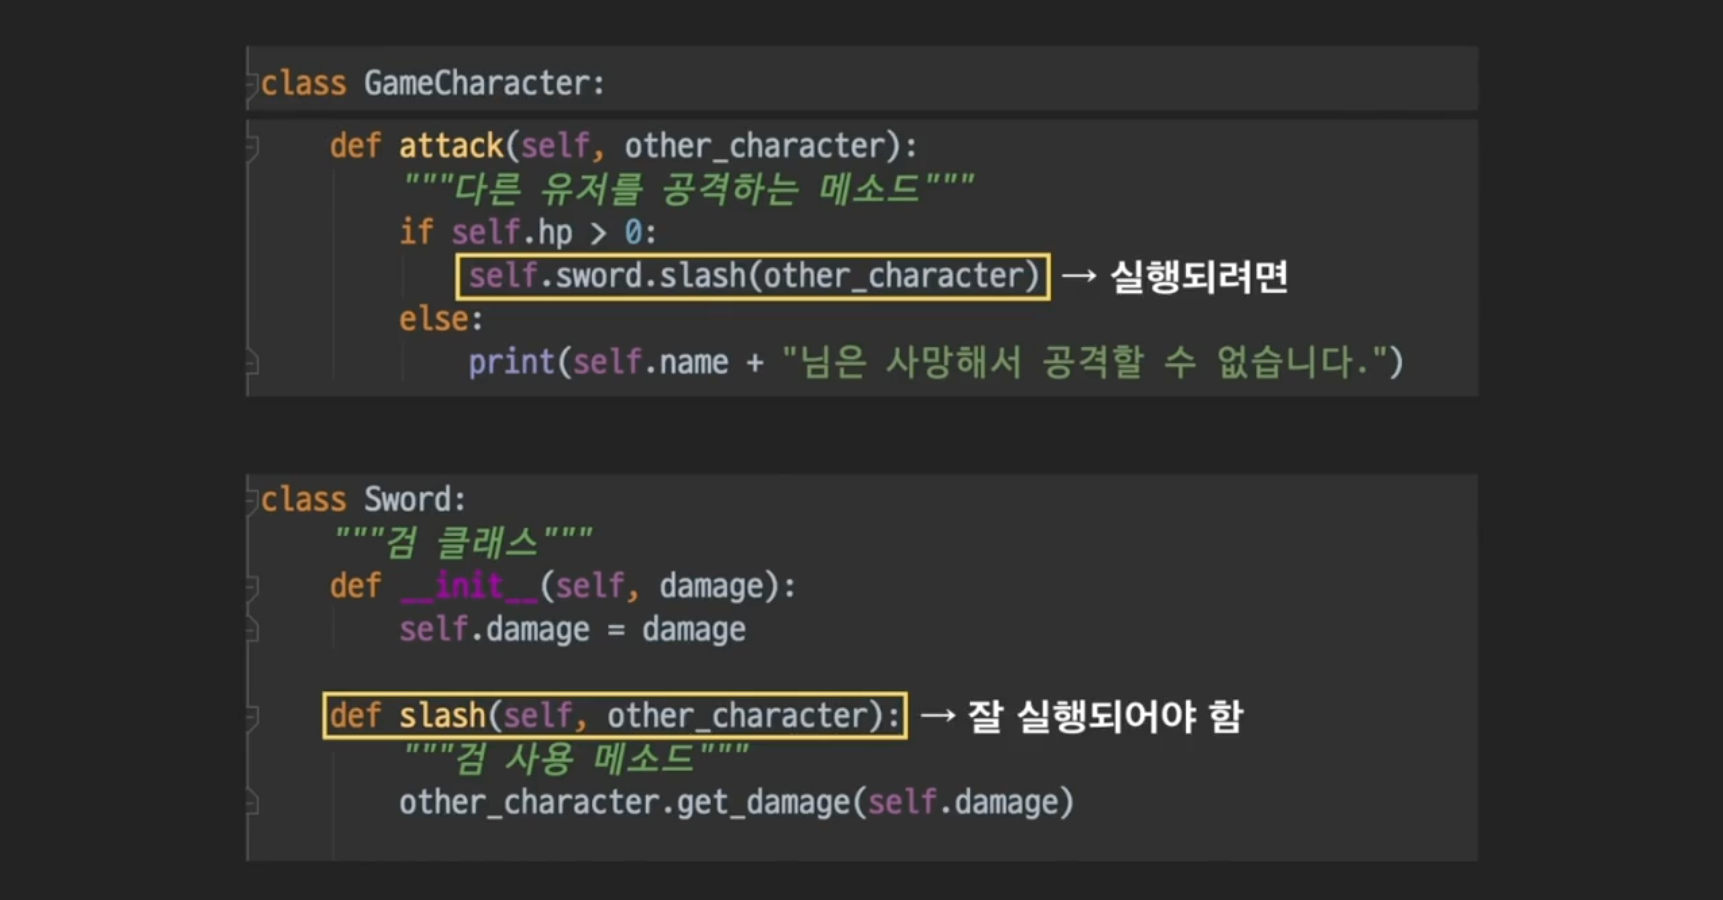 class GameCharacter:
def attack(self, other_character):
"""다른 유저를 공격하는 메소드"""
if self.hp > 0:
self.sword.slash(other_character) → 실행되려면
else:
print(self.name + "님은 사망해서 공격할 수 없습니다.")
class Sword:
"""검 클래스"""
def __init__(self, damage):
self.damage = damage
def slash(self, other_character): → 잘 실행되어야 함
"""검 사용 메소드"""
other_character.get_damage(self.damage)